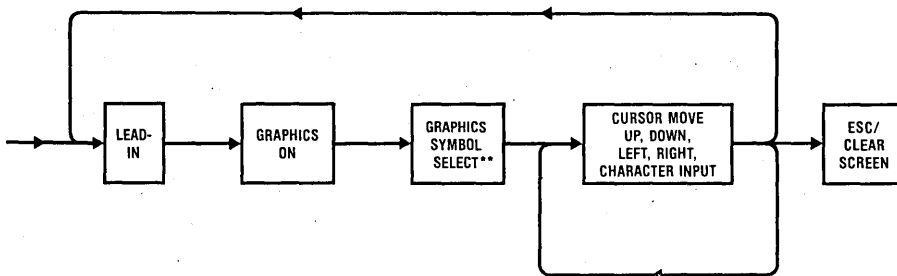 LEAD-
IN
GRAPHICS
ON
GRAPHICS
SYMBOL
SELECT**
CURSOR MOVE
UP, DOWN,
LEFT, RIGHT,
CHARACTER INPUT
ESC/
CLEAR
SCREEN